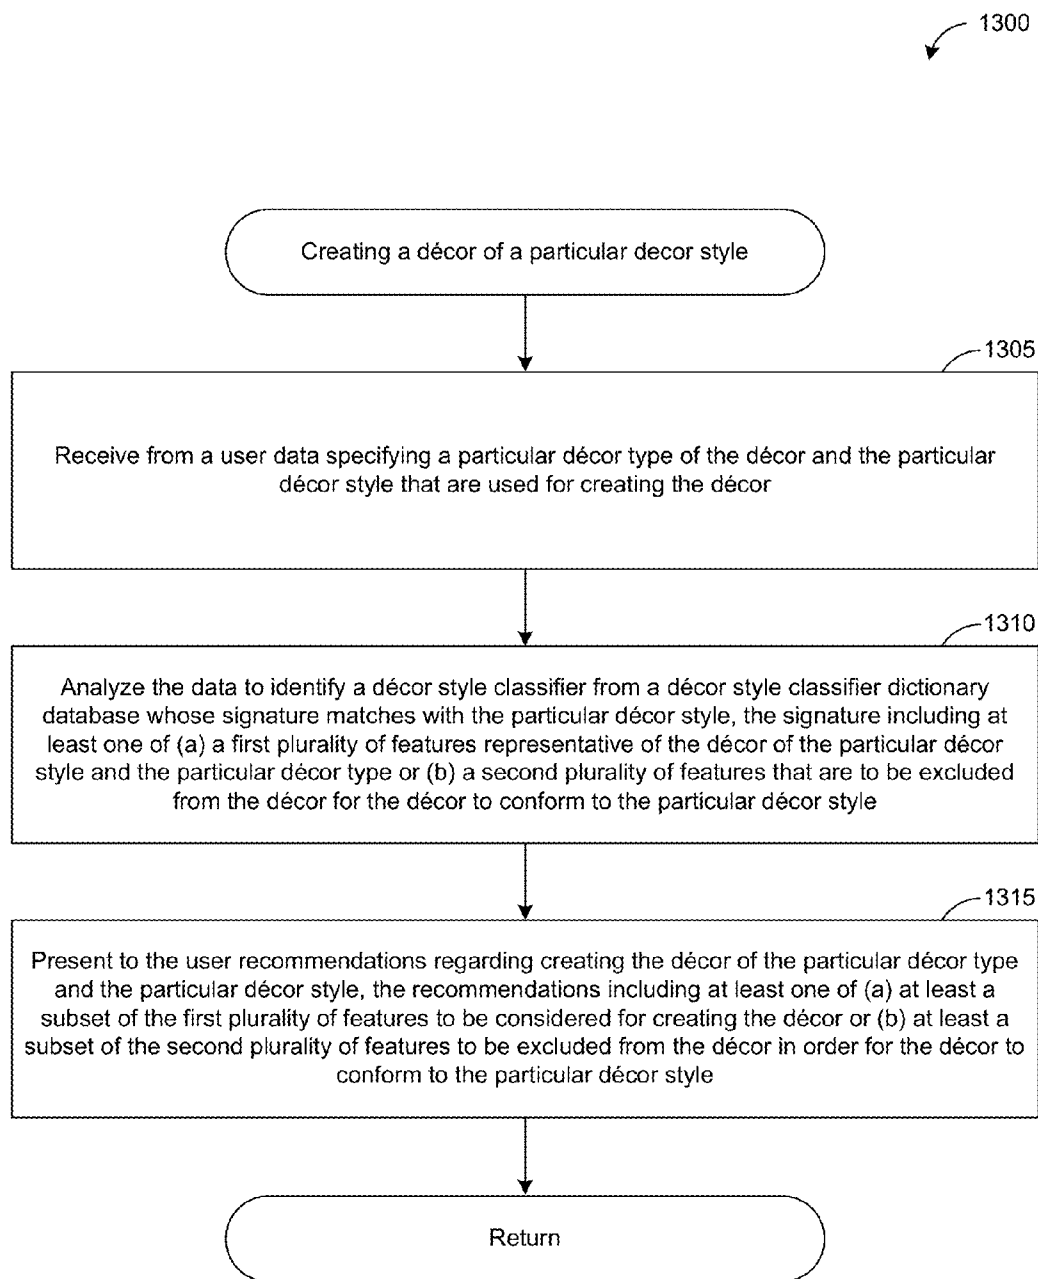 1300
Creating a décor of a particular decor style
1305
Receive from a user data specifying a particular décor type of the décor and the particular
décor style that are used for creating the décor
1310
Analyze the data to identify a décor style classifier from a décor style classifier dictionary
database whose signature matches with the particular décor style, the signature including at
least one of (a) a first plurality of features representative of the décor of the particular décor
style and the particular décor type or (b) a second plurality of features that are to be excluded
from the décor for the décor to conform to the particular décor style
1315
Present to the user recommendations regarding creating the décor of the particular décor type
and the particular décor style, the recommendations including at least one of (a) at least a
subset of the first plurality of features to be considered for creating the décor or (b) at least a
subset of the second plurality of features to be excluded from the décor in order for the décor to
conform to the particular décor style
Return